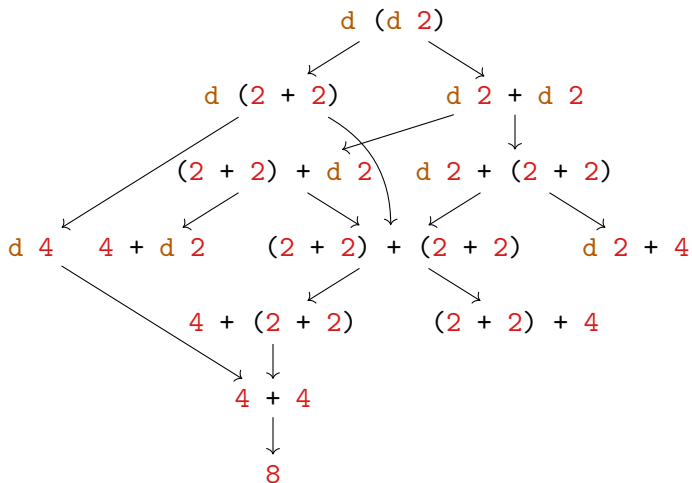 d (d 2)
d (2 + 2) d 2 + d 2
(2 + 2) + d 2 d 2 + (2 + 2)
d 4 4 + d 2 (2 + 2) + (2 + 2) d 2 + 4
4 + (2 + 2) (2 + 2) + 4
4 + 4
8